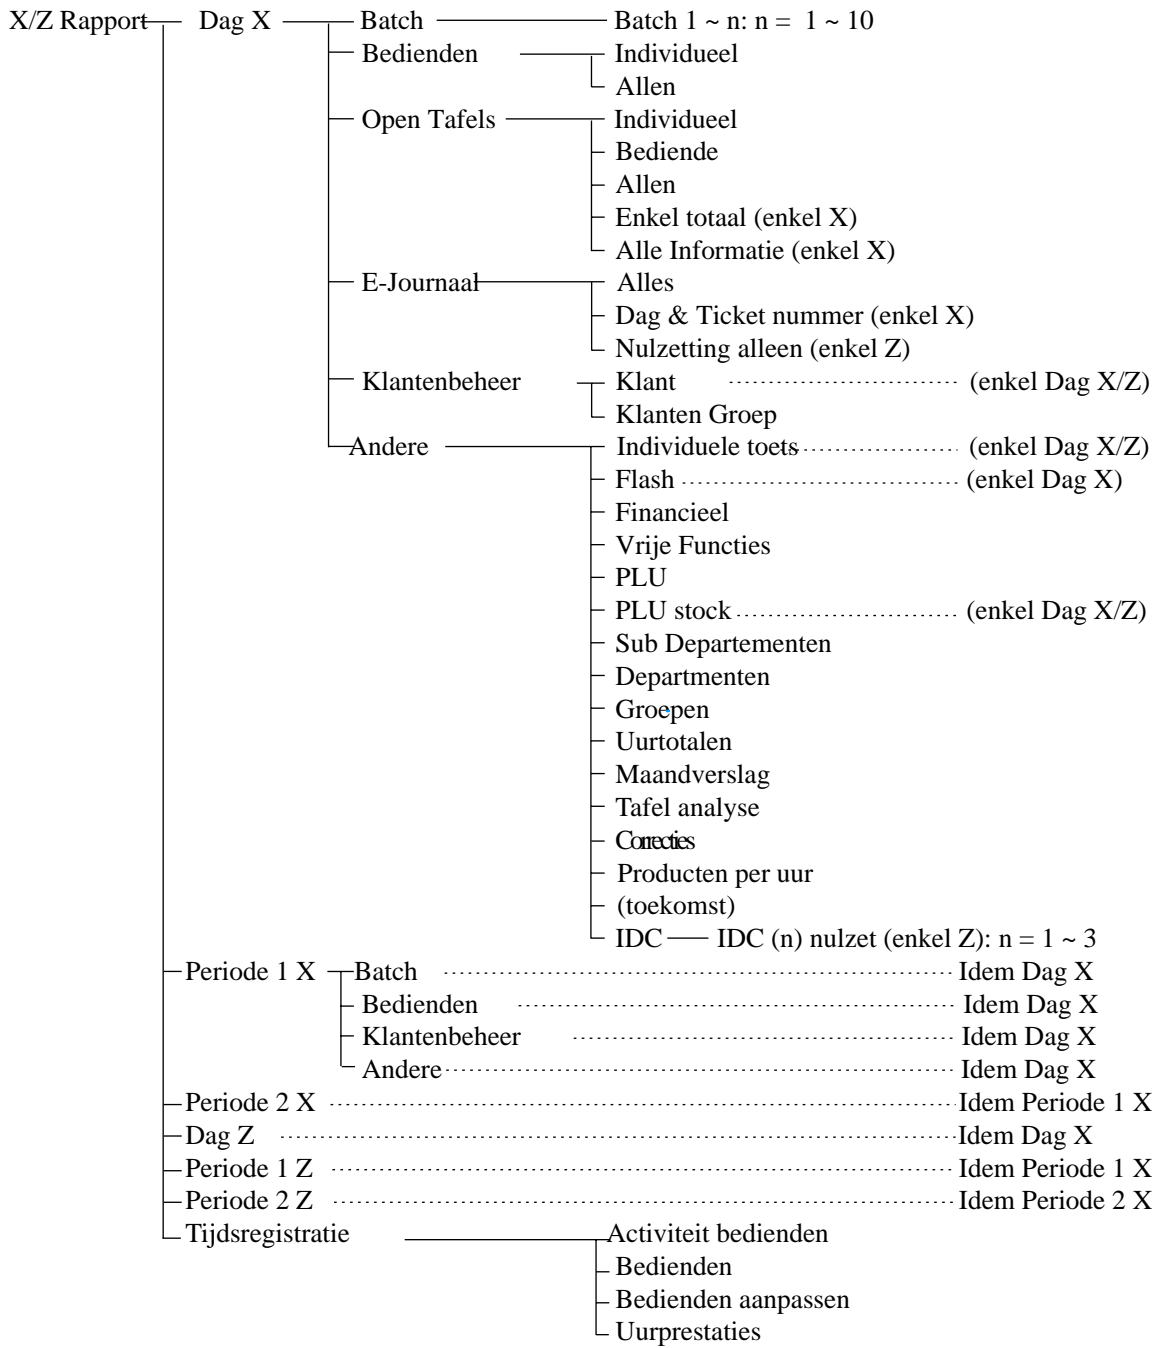 X/Z Rapport Dag X Batch Batch 1 ~ n: n = 1 ~ 10
Bedienden Individueel
Allen
Open Tafels Individueel
Bediende
Allen
Enkel totaal (enkel X)
Alle Informatie (enkel X)
E-Journaal Alles
Dag & Ticket nummer (enkel X)
Nulzetting alleen (enkel Z)
Klantenbeheer Klant (enkel Dag X/Z)
Klanten Groep
Andere Individuele toets (enkel Dag X/Z)
Flash (enkel Dag X)
Financieel
Vrije Functies
PLU
PLU stock (enkel Dag X/Z)
Sub Departementen
Departmenten
Groepen
Uurtotalen
Maandverslag
Tafel analyse
Correcties
Producten per uur
(toekomst)
IDC IDC (n) nulzet (enkel Z): n = 1 ~ 3
Periode 1 X Batch Idem Dag X
Bedienden Idem Dag X
Klantenbeheer Idem Dag X
Andere Idem Dag X
Periode 2 X Idem Periode 1 X
Dag Z Idem Dag X
Periode 1 Z Idem Periode 1 X
Periode 2 Z Idem Periode 2 X
Tijdsregistratie Activiteit bedienden
Bedienden
Bedienden aanpassen
Uurprestaties